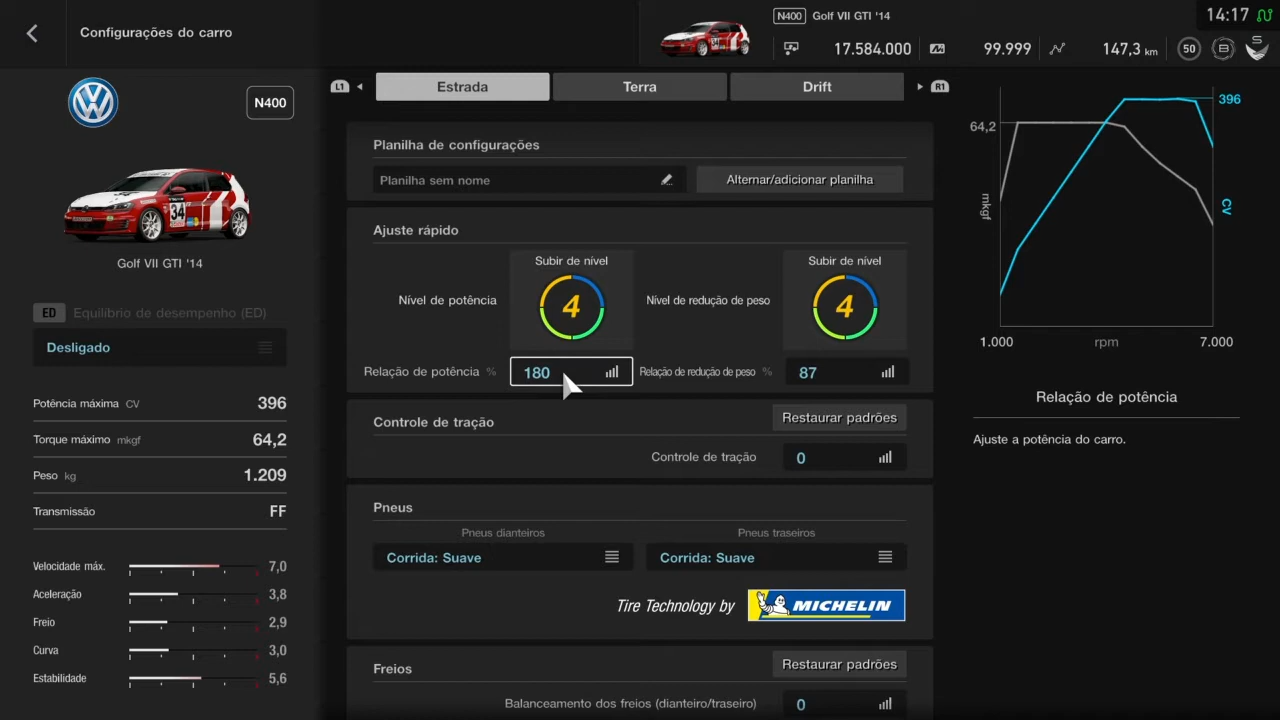 Configurações do carro
N400 Golf VII GTI '14
17.584.000 99.999 147,3 km 50 B S
14:17
N400
Golf VII GTI '14
ED Equilíbrio de desempenho (ED)
Desligado
Potência máxima CV 396
Torque máximo mkgf 64,2
Peso kg 1.209
Transmissão FF
Velocidade máx. 7,0
Aceleração 3,8
Freio 2,9
Curva 3,0
Estabilidade 5,6
L1 Estrada Terra Drift R1
Planilha de configurações
Planilha sem nome Alternar/adicionar planilha
Ajuste rápido
Subir de nível Subir de nível
Nível de potência 4 Nível de redução de peso 4
Relação de potência % 180 Relação de redução de peso % 87
Controle de tração Restaurar padrões
Controle de tração 0
Pneus
Pneus dianteiros Pneus traseiros
Corrida: Suave Corrida: Suave
Tire Technology by MICHELIN
Freios Restaurar padrões
Balanceamento dos freios (dianteiro/traseiro) 0
396
64,2
mkgf CV
1.000 rpm 7.000
Relação de potência
Ajuste a potência do carro.
34
34